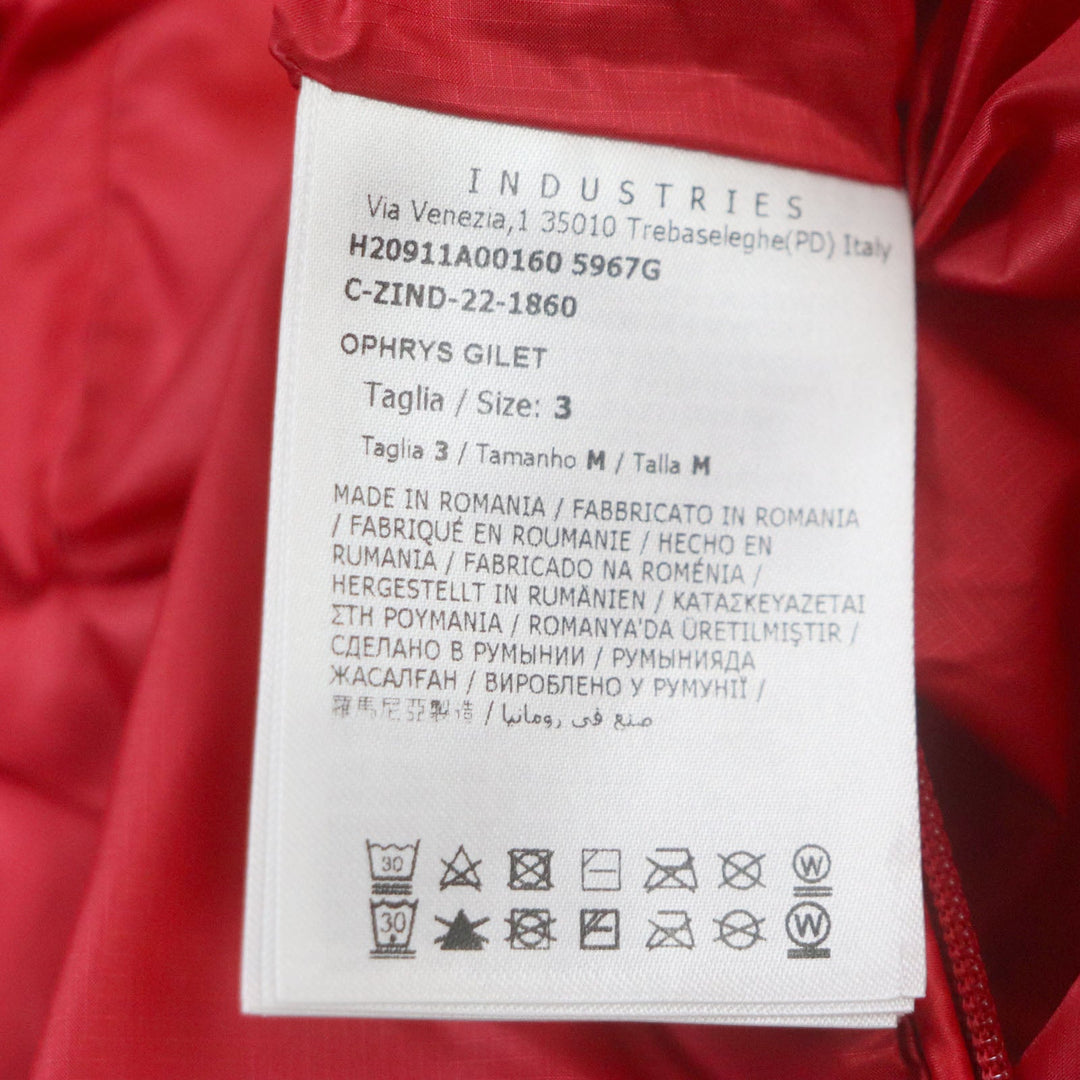 INDUSTRIES
Via Venezia,1 35010 Trebaseleghe(PD) Italy
H20911A00160 5967G
C-ZIND-22-1860
OPHRYS GILET
Taglia / Size: 3
Taglia 3 / Tamanho M / Talla M
MADE IN ROMANIA / FABBRICATO IN ROMANIA
/ FABRIQUÉ EN ROUMANIE / HECHO EN
RUMANIA / FABRICADO NA ROMÉNIA /
HERGESTELLT IN RUMÄNIEN / ΚΑΤΑΣΚΕΥΑΖΕΤΑΙ
ΣΤΗ ΡΟΥΜΑΝΙΑ / ROMANYA'DA ÜRETILMIŞTIR /
СДЕЛАНО В РУМЫНИИ / РУМЫНИЯДА
ЖАСАЛҒАН / ВИРОБЛЕНО У РУМУНІЇ /
羅馬尼亞製造 / صنع في رومانيا
30 W
30 W